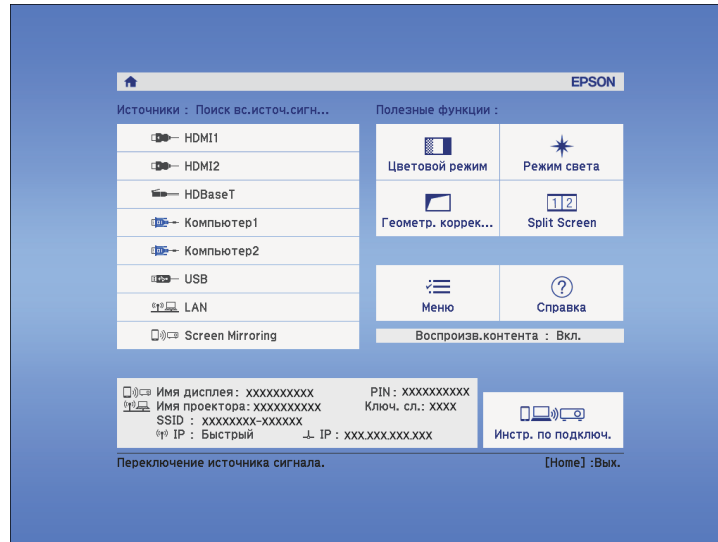 EPSON
Источники : Поиск вс.источ.сигн...
HDMI1
HDMI2
HDBaseT
Компьютер1
Компьютер2
USB
LAN
Screen Mirroring
Полезные функции :
Цветовой режим
Режим света
Геометр. коррек...
1 2
Split Screen
Меню
? Справка
Воспроизв.контента : Вкл.
Имя дисплея : xxxxxxxxxx PIN : xxxxxxxxxx
Имя проектора: xxxxxxxxxx Ключ. сл.: xxxx
SSID : xxxxxxxx-xxxxxx
IP : Быстрый IP : xxx.xxx.xxx.xxx
Инстр. по подключ.
Переключение источника сигнала. [Home] :Вых.